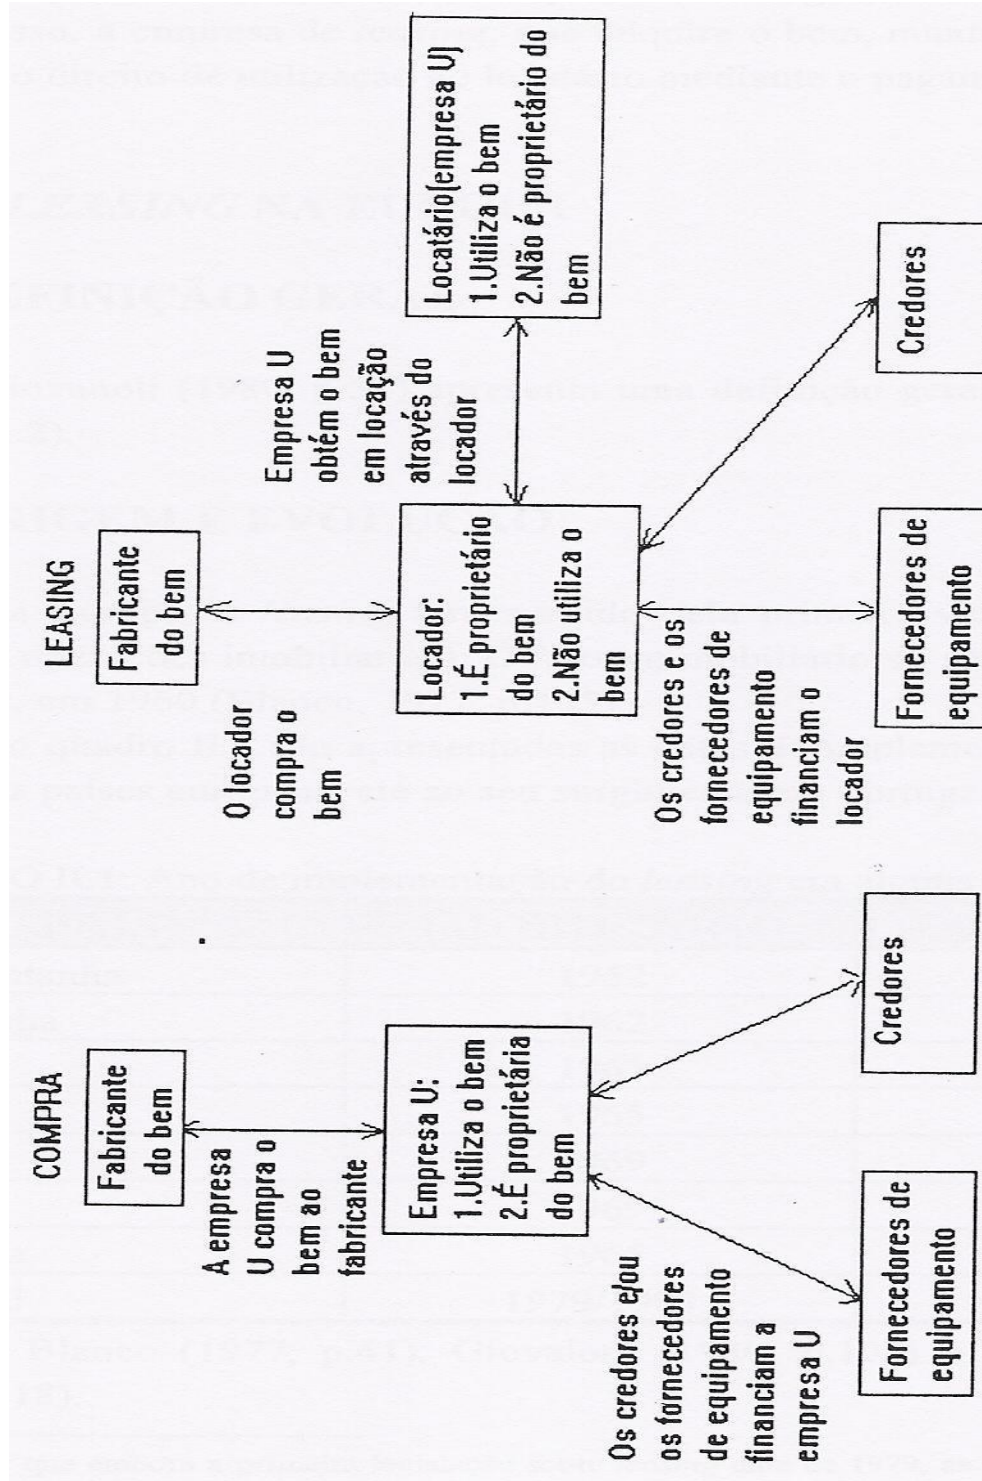 COMPRA
Fabricante
do bem
A empresa
U compra o
bem ao
fabricante
Empresa U:
1.Utiliza o bem
2.É proprietária
do bem
Os credores e/ou
os fornecedores
de equipamento
financiam a
empresa U
Fornecedores de
equipamento
Credores
LEASING
Fabricante
do bem
O locador
compra o
bem
Locador:
1.É proprietário
do bem
2.Não utiliza o
bem
Empresa U
obtém o bem
em locação
através do
locador
Locatário(empresa U)
1.Utiliza o bem
2.Não é proprietário do
bem
Os credores e os
fornecedores de
equipamento
financiam o
locador
Fornecedores de
equipamento
Credores